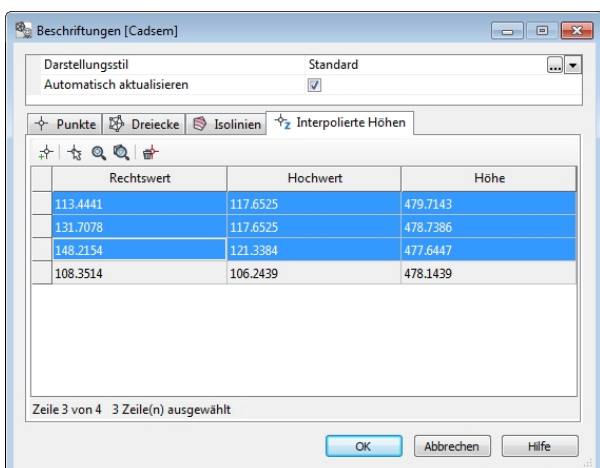 Beschriftungen [Cadsem]
Darstellungsstil Standard ...
Automatisch aktualisieren
Punkte Dreiecke Isolinien z Interpolierte Höhen
Rechtswert Hochwert Höhe
113.4441 117.6525 479.7143
131.7078 117.6525 478.7386
148.2154 121.3384 477.6447
108.3514 106.2439 478.1439
Zeile 3 von 4 3 Zeile(n) ausgewählt
OK Abbrechen Hilfe